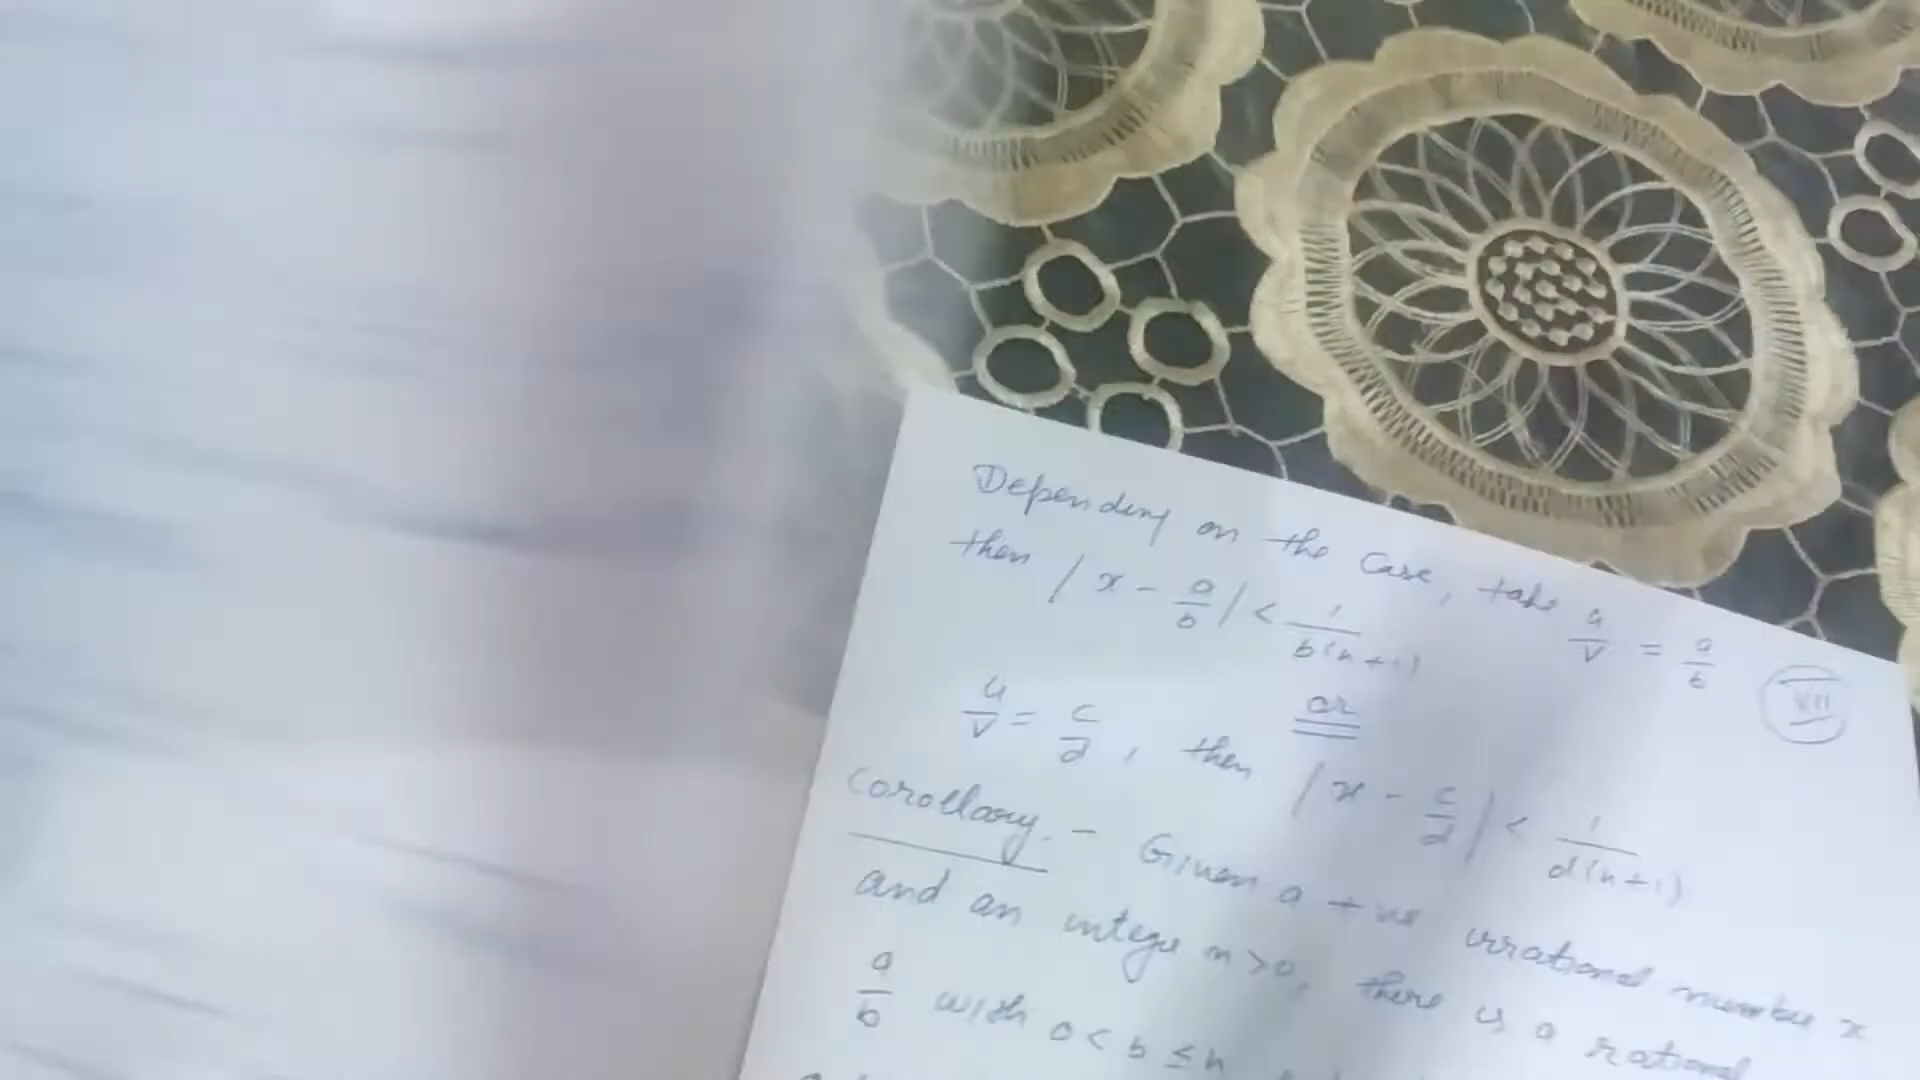 Depending on the case, take u/v = a/b
then | x - a/b | < 1/b(n+1)
or
VII
u/v = c/d, then | x - c/d | < 1/d(n+1)
Corollary. - Given a +ve irrational number x
and an integer n>0, there is a rational
a/b with 0 < b ≤ n